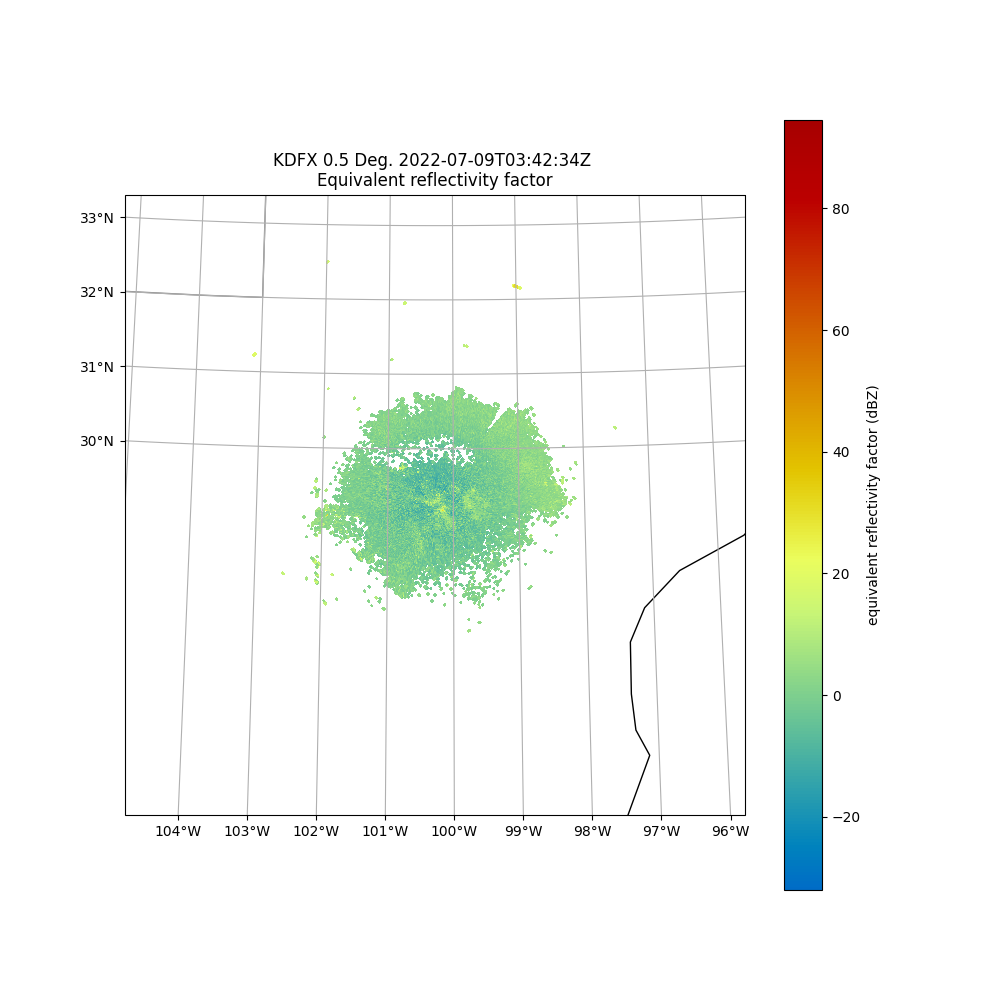 KDFX 0.5 Deg. 2022-07-09T03:42:34Z
Equivalent reflectivity factor
33°N
32°N
31°N
30°N
104°W 103°W 102°W 101°W 100°W 99°W 98°W 97°W 96°W
80
60
40
20
0
−20
equivalent reflectivity factor (dBZ)